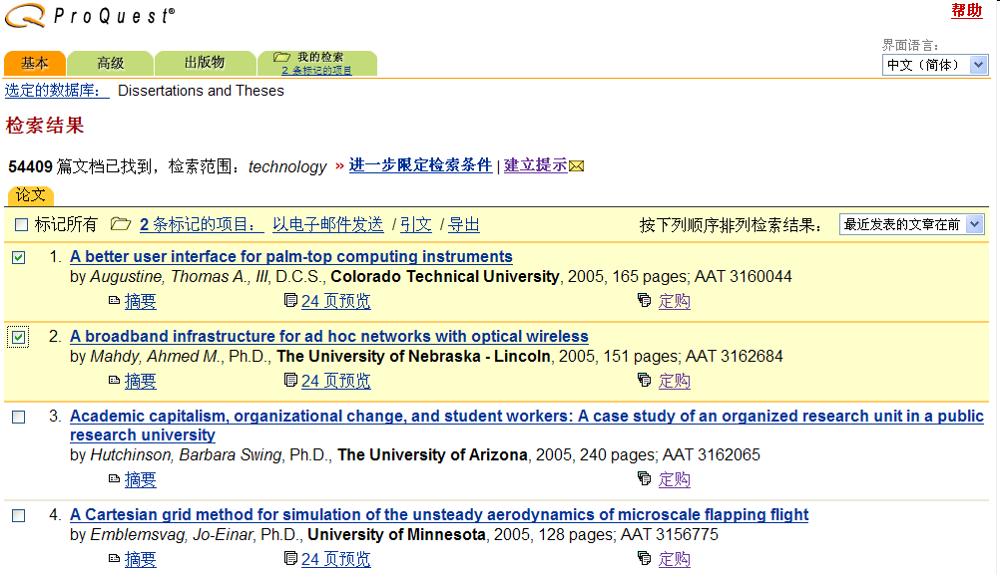 ProQuest®
帮助
界面语言：
中文（简体）
基本
高级
出版物
我的检索
2 条标记的项目
选定的数据库： Dissertations and Theses
检索结果
54409 篇文档已找到，检索范围： technology » 进一步限定检索条件 | 建立提示
论文
标记所有 2 条标记的项目： 以电子邮件发送 / 引文 / 导出 按下列顺序排列检索结果： 最近发表的文章在前
1. A better user interface for palm-top computing instruments
by Augustine, Thomas A., III, D.C.S., Colorado Technical University, 2005, 165 pages; AAT 3160044
摘要 24 页预览 定购
2. A broadband infrastructure for ad hoc networks with optical wireless
by Mahdy, Ahmed M., Ph.D., The University of Nebraska - Lincoln, 2005, 151 pages; AAT 3162684
摘要 24 页预览 定购
3. Academic capitalism, organizational change, and student workers: A case study of an organized research unit in a public
research university
by Hutchinson, Barbara Swing, Ph.D., The University of Arizona, 2005, 240 pages; AAT 3162065
摘要 定购
4. A Cartesian grid method for simulation of the unsteady aerodynamics of microscale flapping flight
by Emblemsvag, Jo-Einar, Ph.D., University of Minnesota, 2005, 128 pages; AAT 3156775
摘要 24 页预览 定购